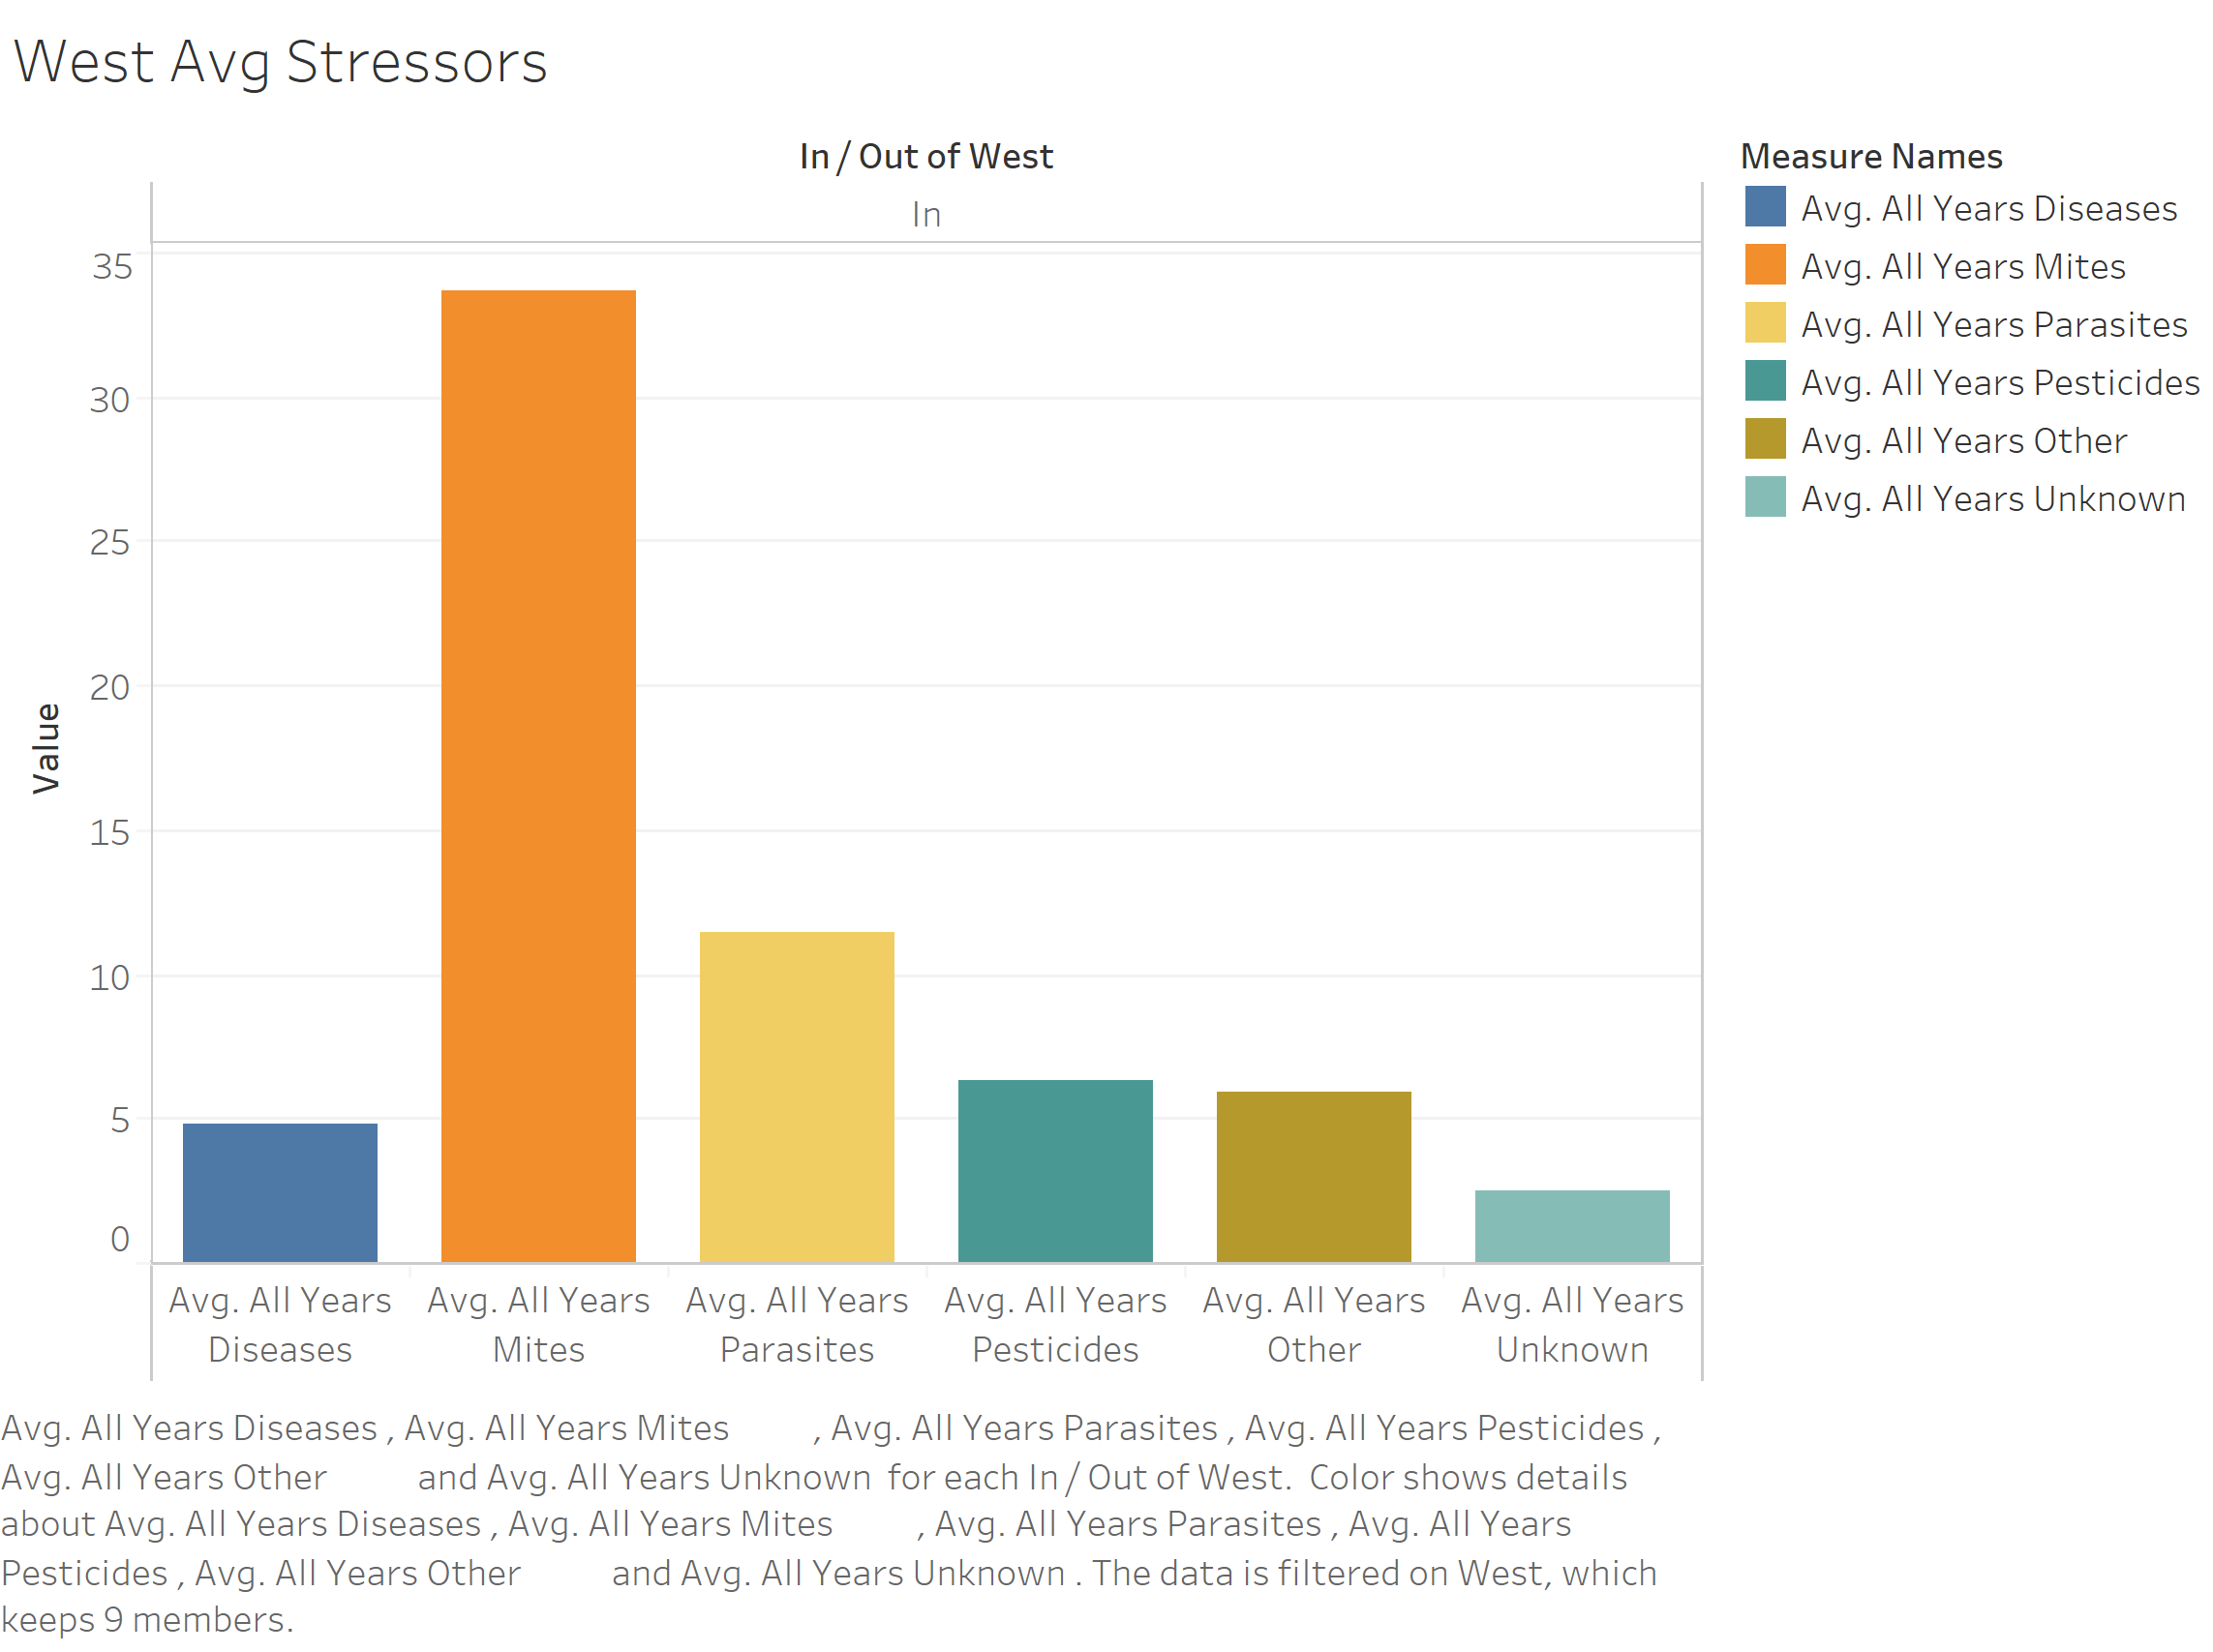 West Avg Stressors
In / Out of West
In
Measure Names
Avg. All Years Diseases
Avg. All Years Mites
Avg. All Years Parasites
Avg. All Years Pesticides
Avg. All Years Other
Avg. All Years Unknown
Value
35
30
25
20
15
10
5
0
Avg. All Years
Diseases
Avg. All Years
Mites
Avg. All Years
Parasites
Avg. All Years
Pesticides
Avg. All Years
Other
Avg. All Years
Unknown
Avg. All Years Diseases , Avg. All Years Mites , Avg. All Years Parasites , Avg. All Years Pesticides ,
Avg. All Years Other and Avg. All Years Unknown for each In / Out of West. Color shows details
about Avg. All Years Diseases , Avg. All Years Mites , Avg. All Years Parasites , Avg. All Years
Pesticides , Avg. All Years Other and Avg. All Years Unknown . The data is filtered on West, which
keeps 9 members.